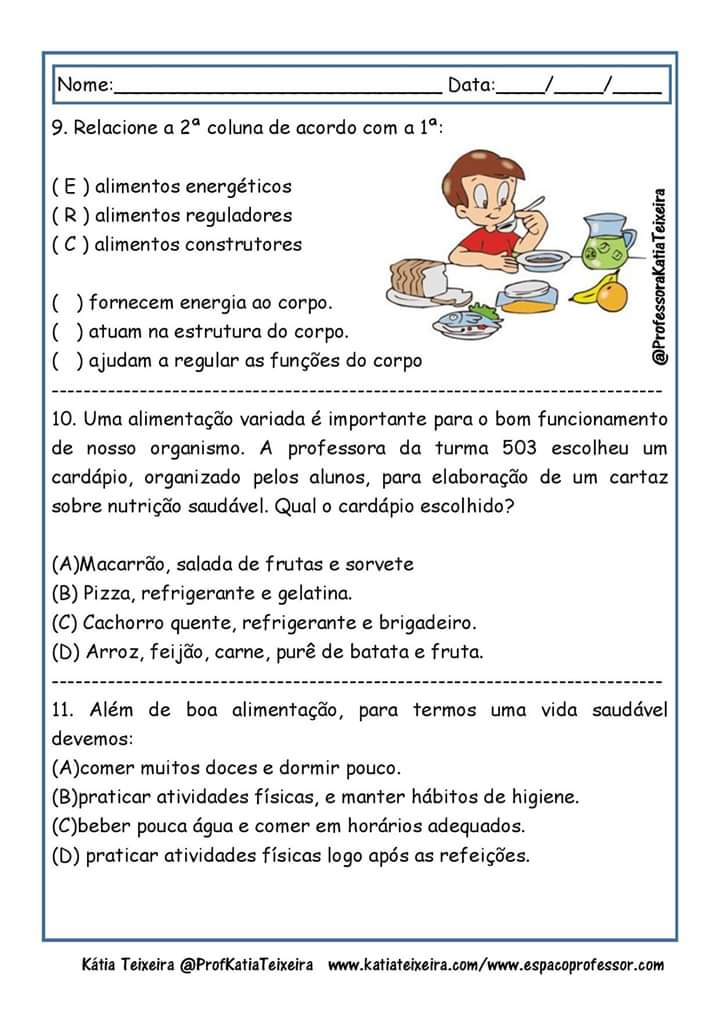 Nome:______________________________ Data:____/____/____
9. Relacione a 2ª coluna de acordo com a 1ª:
( E ) alimentos energéticos
( R ) alimentos reguladores
( C ) alimentos construtores
(   ) fornecem energia ao corpo.
(   ) atuam na estrutura do corpo.
(   ) ajudam a regular as funções do corpo
@ProfessoraKatiaTeixeira
------------------------------------------------------------------------------
10. Uma alimentação variada é importante para o bom funcionamento
de nosso organismo. A professora da turma 503 escolheu um
cardápio, organizado pelos alunos, para elaboração de um cartaz
sobre nutrição saudável. Qual o cardápio escolhido?
(A)Macarrão, salada de frutas e sorvete
(B) Pizza, refrigerante e gelatina.
(C) Cachorro quente, refrigerante e brigadeiro.
(D) Arroz, feijão, carne, purê de batata e fruta.
------------------------------------------------------------------------------
11. Além de boa alimentação, para termos uma vida saudável
devemos:
(A)comer muitos doces e dormir pouco.
(B)praticar atividades físicas, e manter hábitos de higiene.
(C)beber pouca água e comer em horários adequados.
(D) praticar atividades físicas logo após as refeições.
Kátia Teixeira @ProfKatiaTeixeira   www.katiateixeira.com/www.espacoprofessor.com